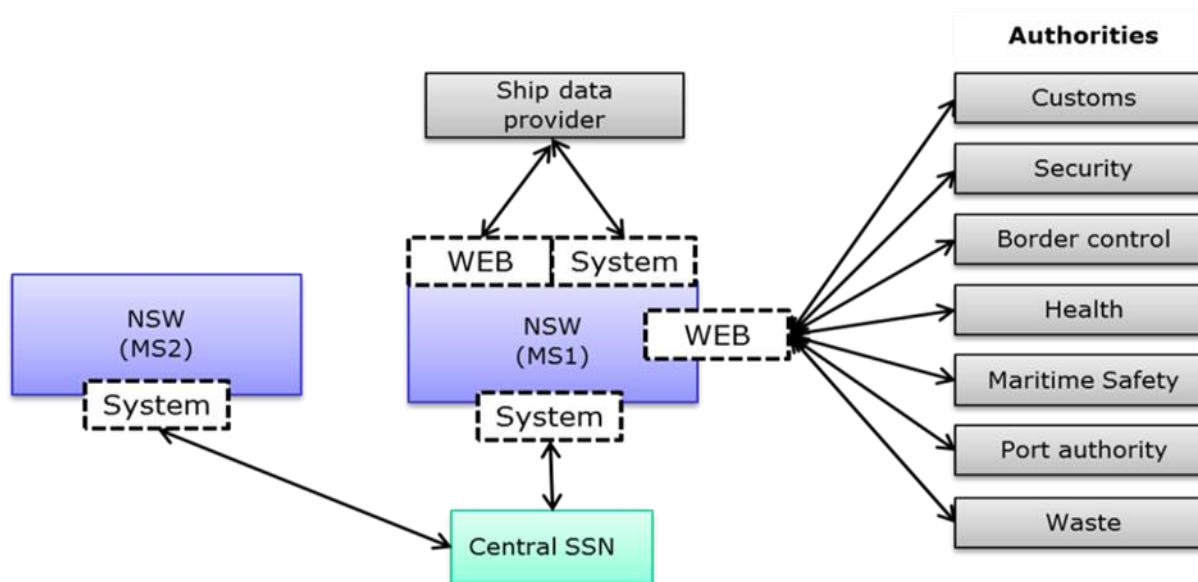 Authorities
Ship data
provider
Customs
Security
Border control
Health
Maritime Safety
Port authority
Waste
WEB
System
NSW
(MS1)
WEB
System
NSW
(MS2)
System
Central SSN